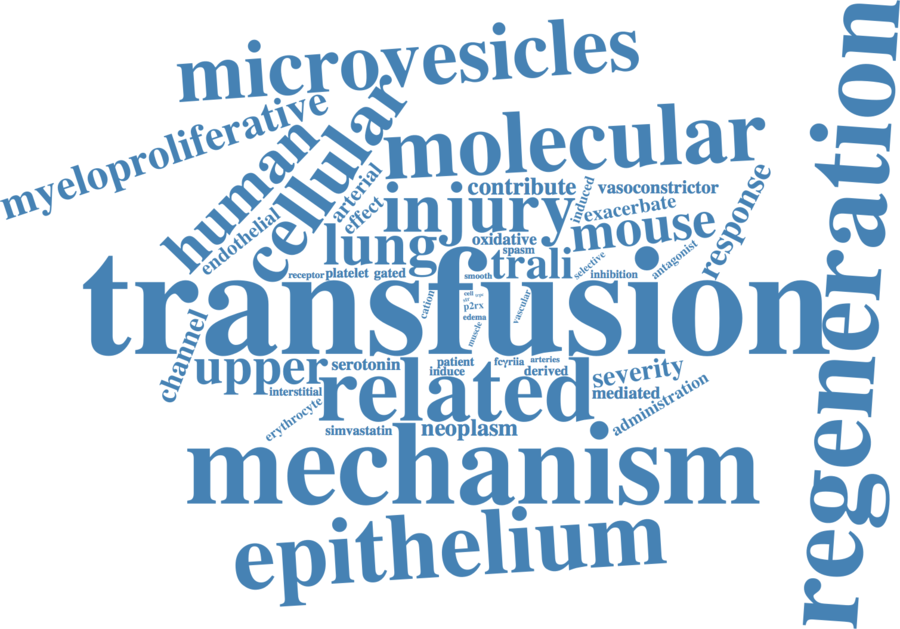 microvesicles
myeloproliferative
human
cellular
molecular
regeneration
endothelial
arterial
effect
contribute
induced
vasoconstrictor
injury
exacerbate
mouse
response
lung
oxidative
spasm
trali
selective
antagonist
receptor
platelet
gated
smooth
inhibition
transfusion
cation
cell
p2rx
edema
muscle
vascular
channel
upper
serotonin
patient
induce
fcγriia
arteries
derived
severity
interstitial
related
mediated
administration
erythrocyte
simvastatin
neoplasm
mechanism
epithelium